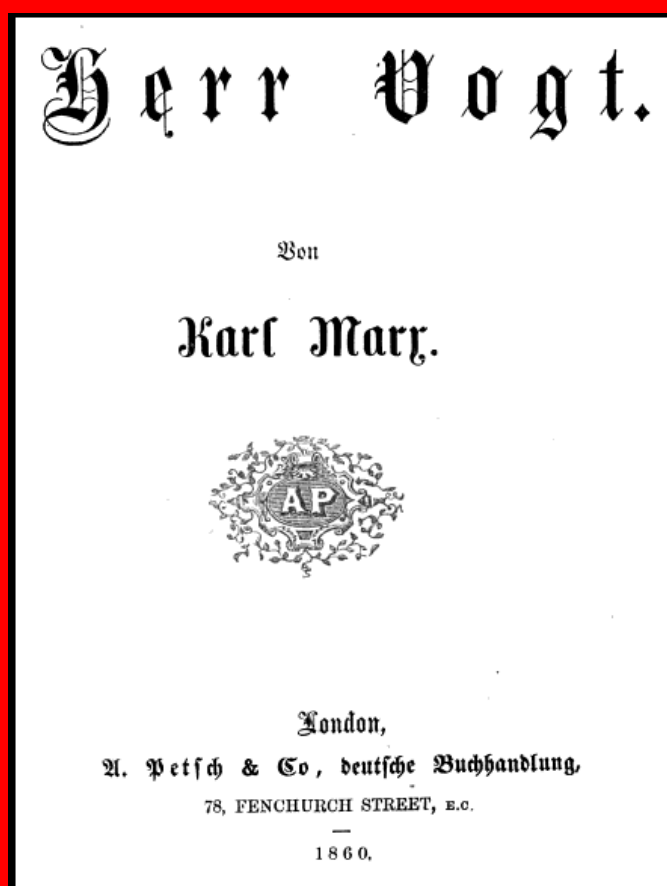 Herr Vogt.
Von
Karl Marx.
AP
London,
A. Petsch & Co, deutsche Buchhandlung,
78, FENCHURCH STREET, E.C.
1860.